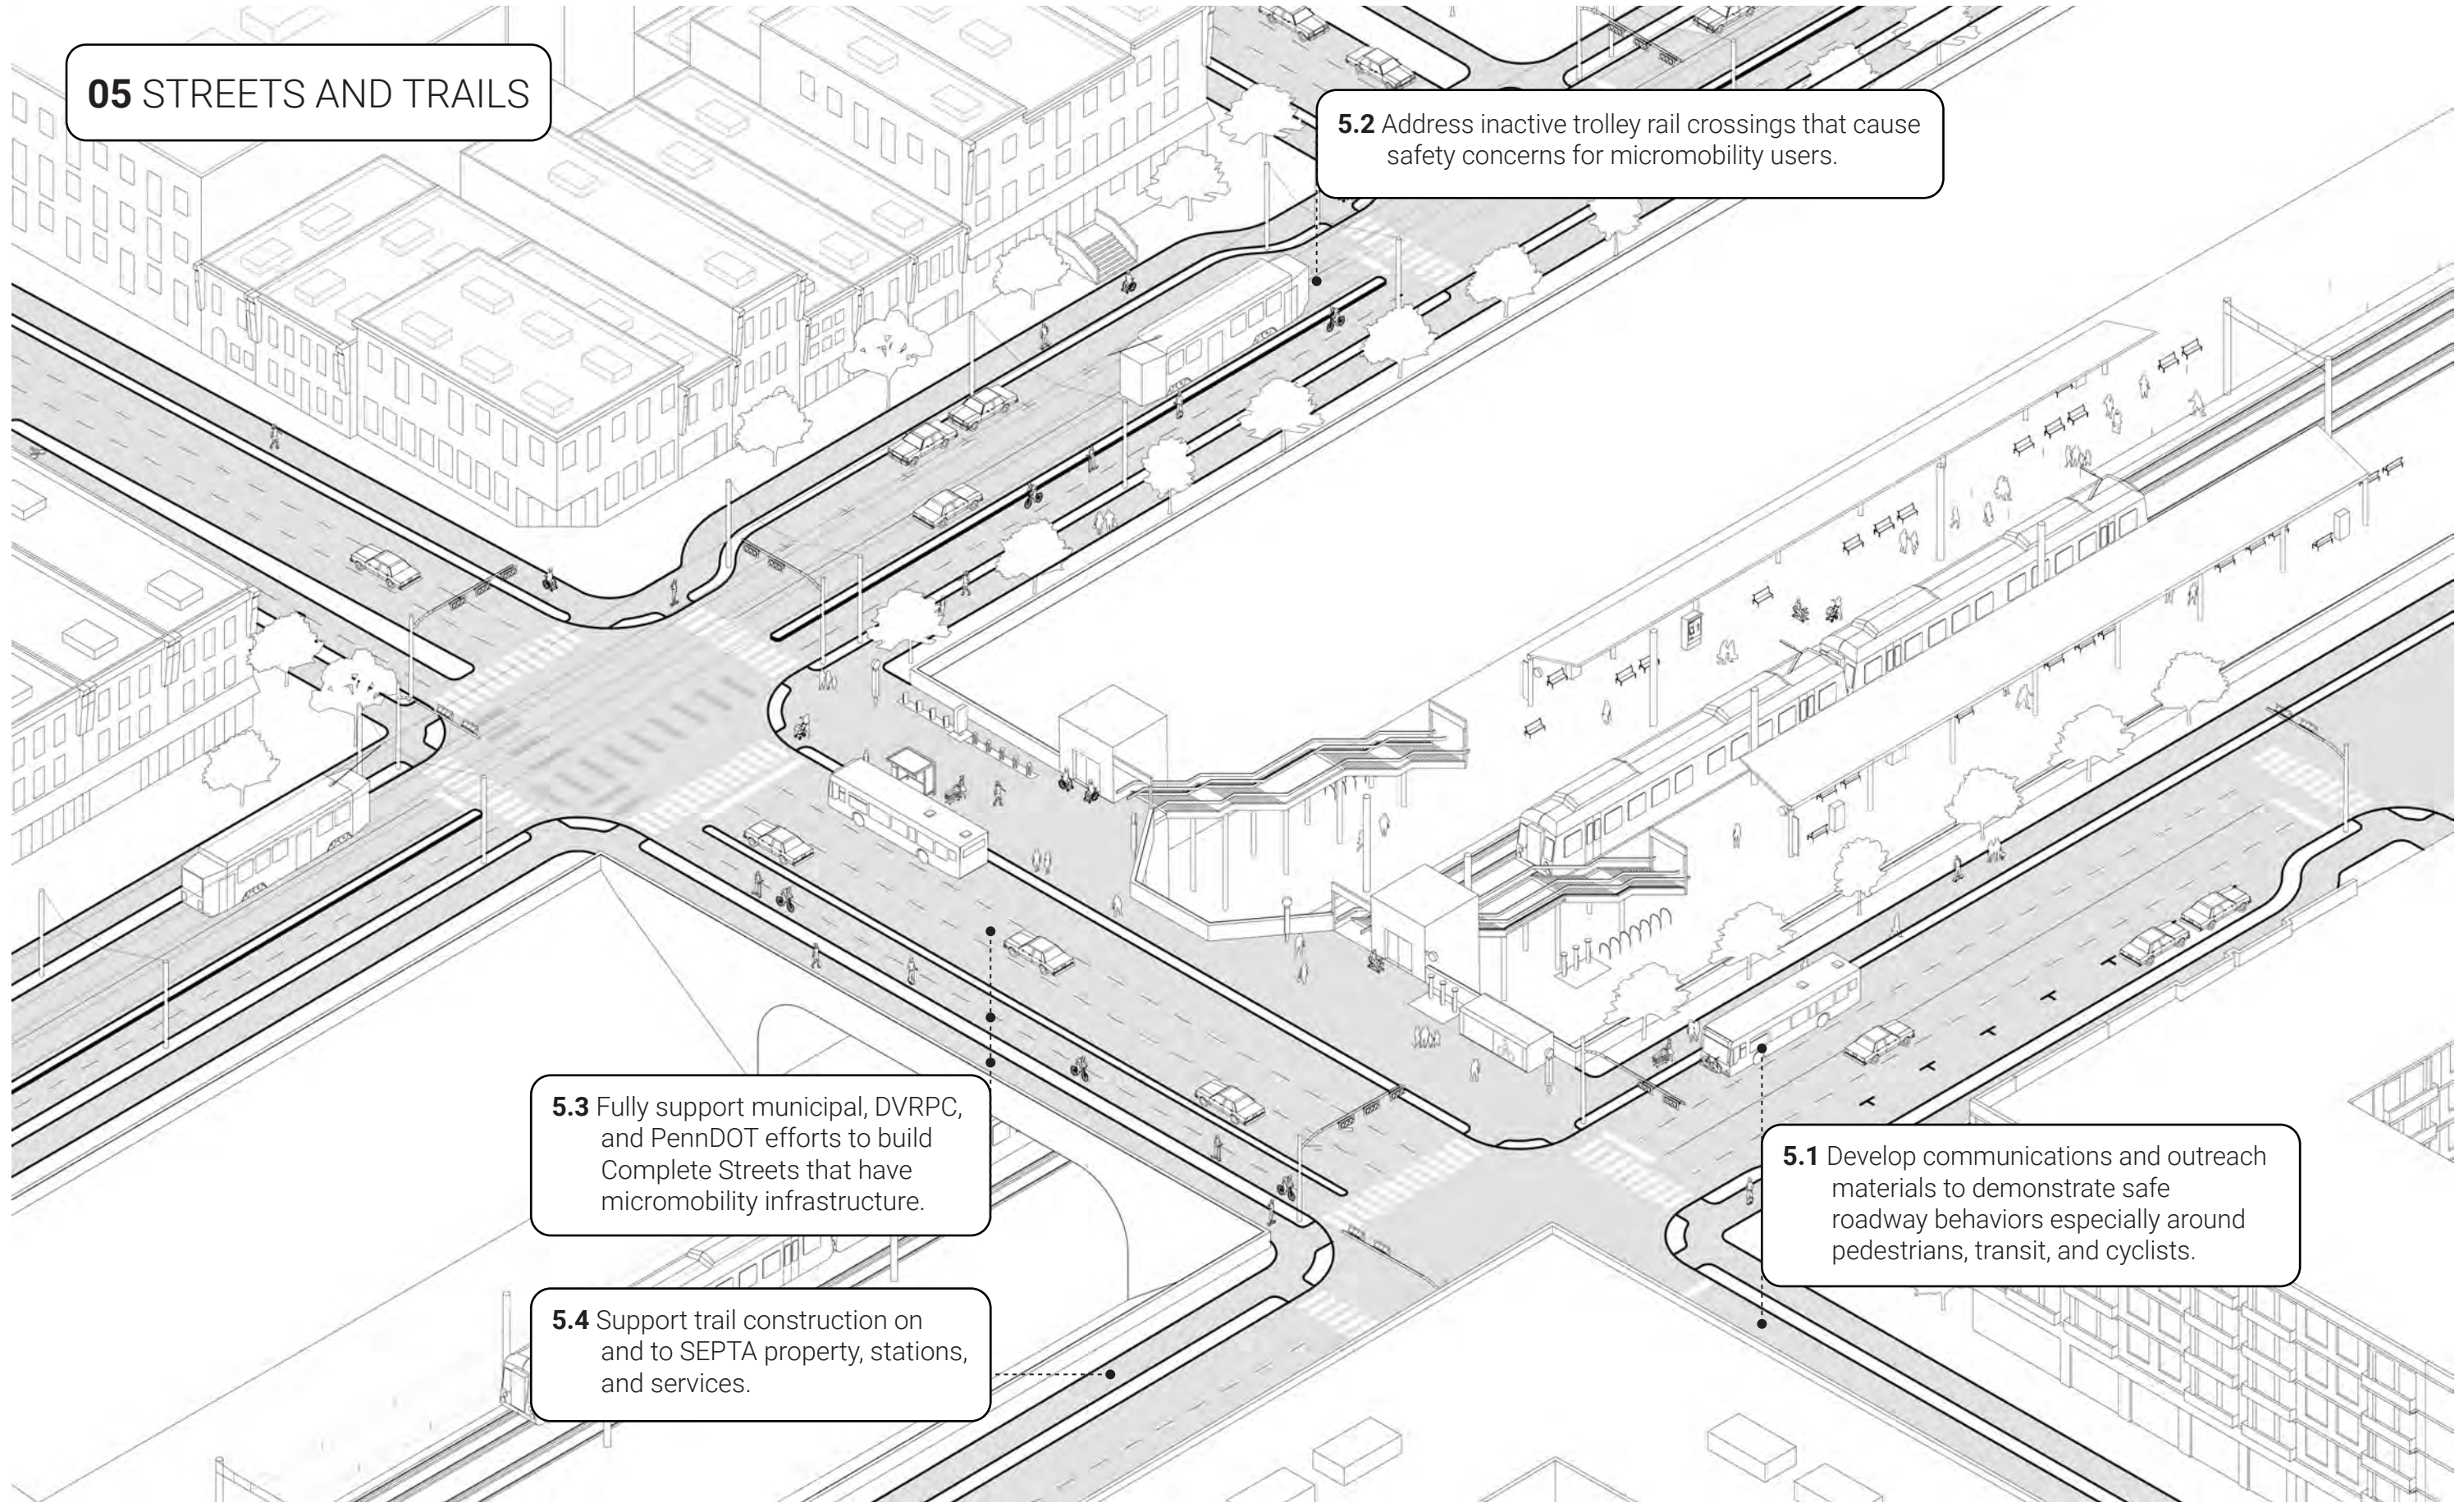 05 STREETS AND TRAILS
5.2 Address inactive trolley rail crossings that cause
safety concerns for micromobility users.
5.3 Fully support municipal, DVRPC,
and PennDOT efforts to build
Complete Streets that have
micromobility infrastructure.
5.1 Develop communications and outreach
materials to demonstrate safe
roadway behaviors especially around
pedestrians, transit, and cyclists.
5.4 Support trail construction on
and to SEPTA property, stations,
and services.